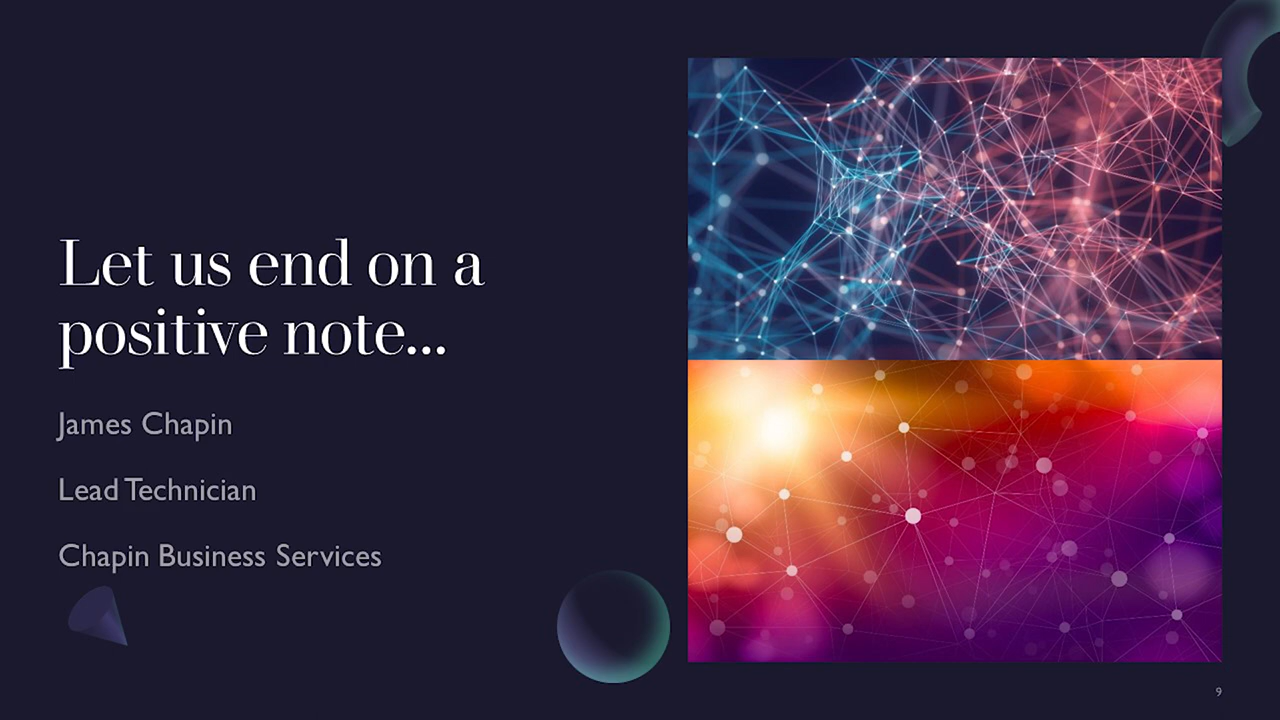 Let us end on a
positive note...
James Chapin
Lead Technician
Chapin Business Services
9